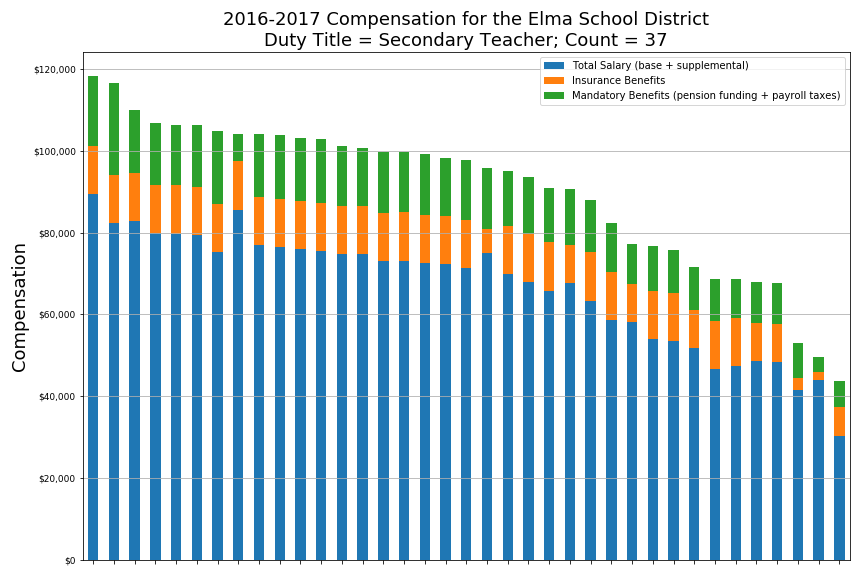 2016-2017 Compensation for the Elma School District
Duty Title = Secondary Teacher; Count = 37
Total Salary (base + supplemental)
Insurance Benefits
Mandatory Benefits (pension funding + payroll taxes)
Compensation
$120,000
$100,000
$80,000
$60,000
$40,000
$20,000
$0